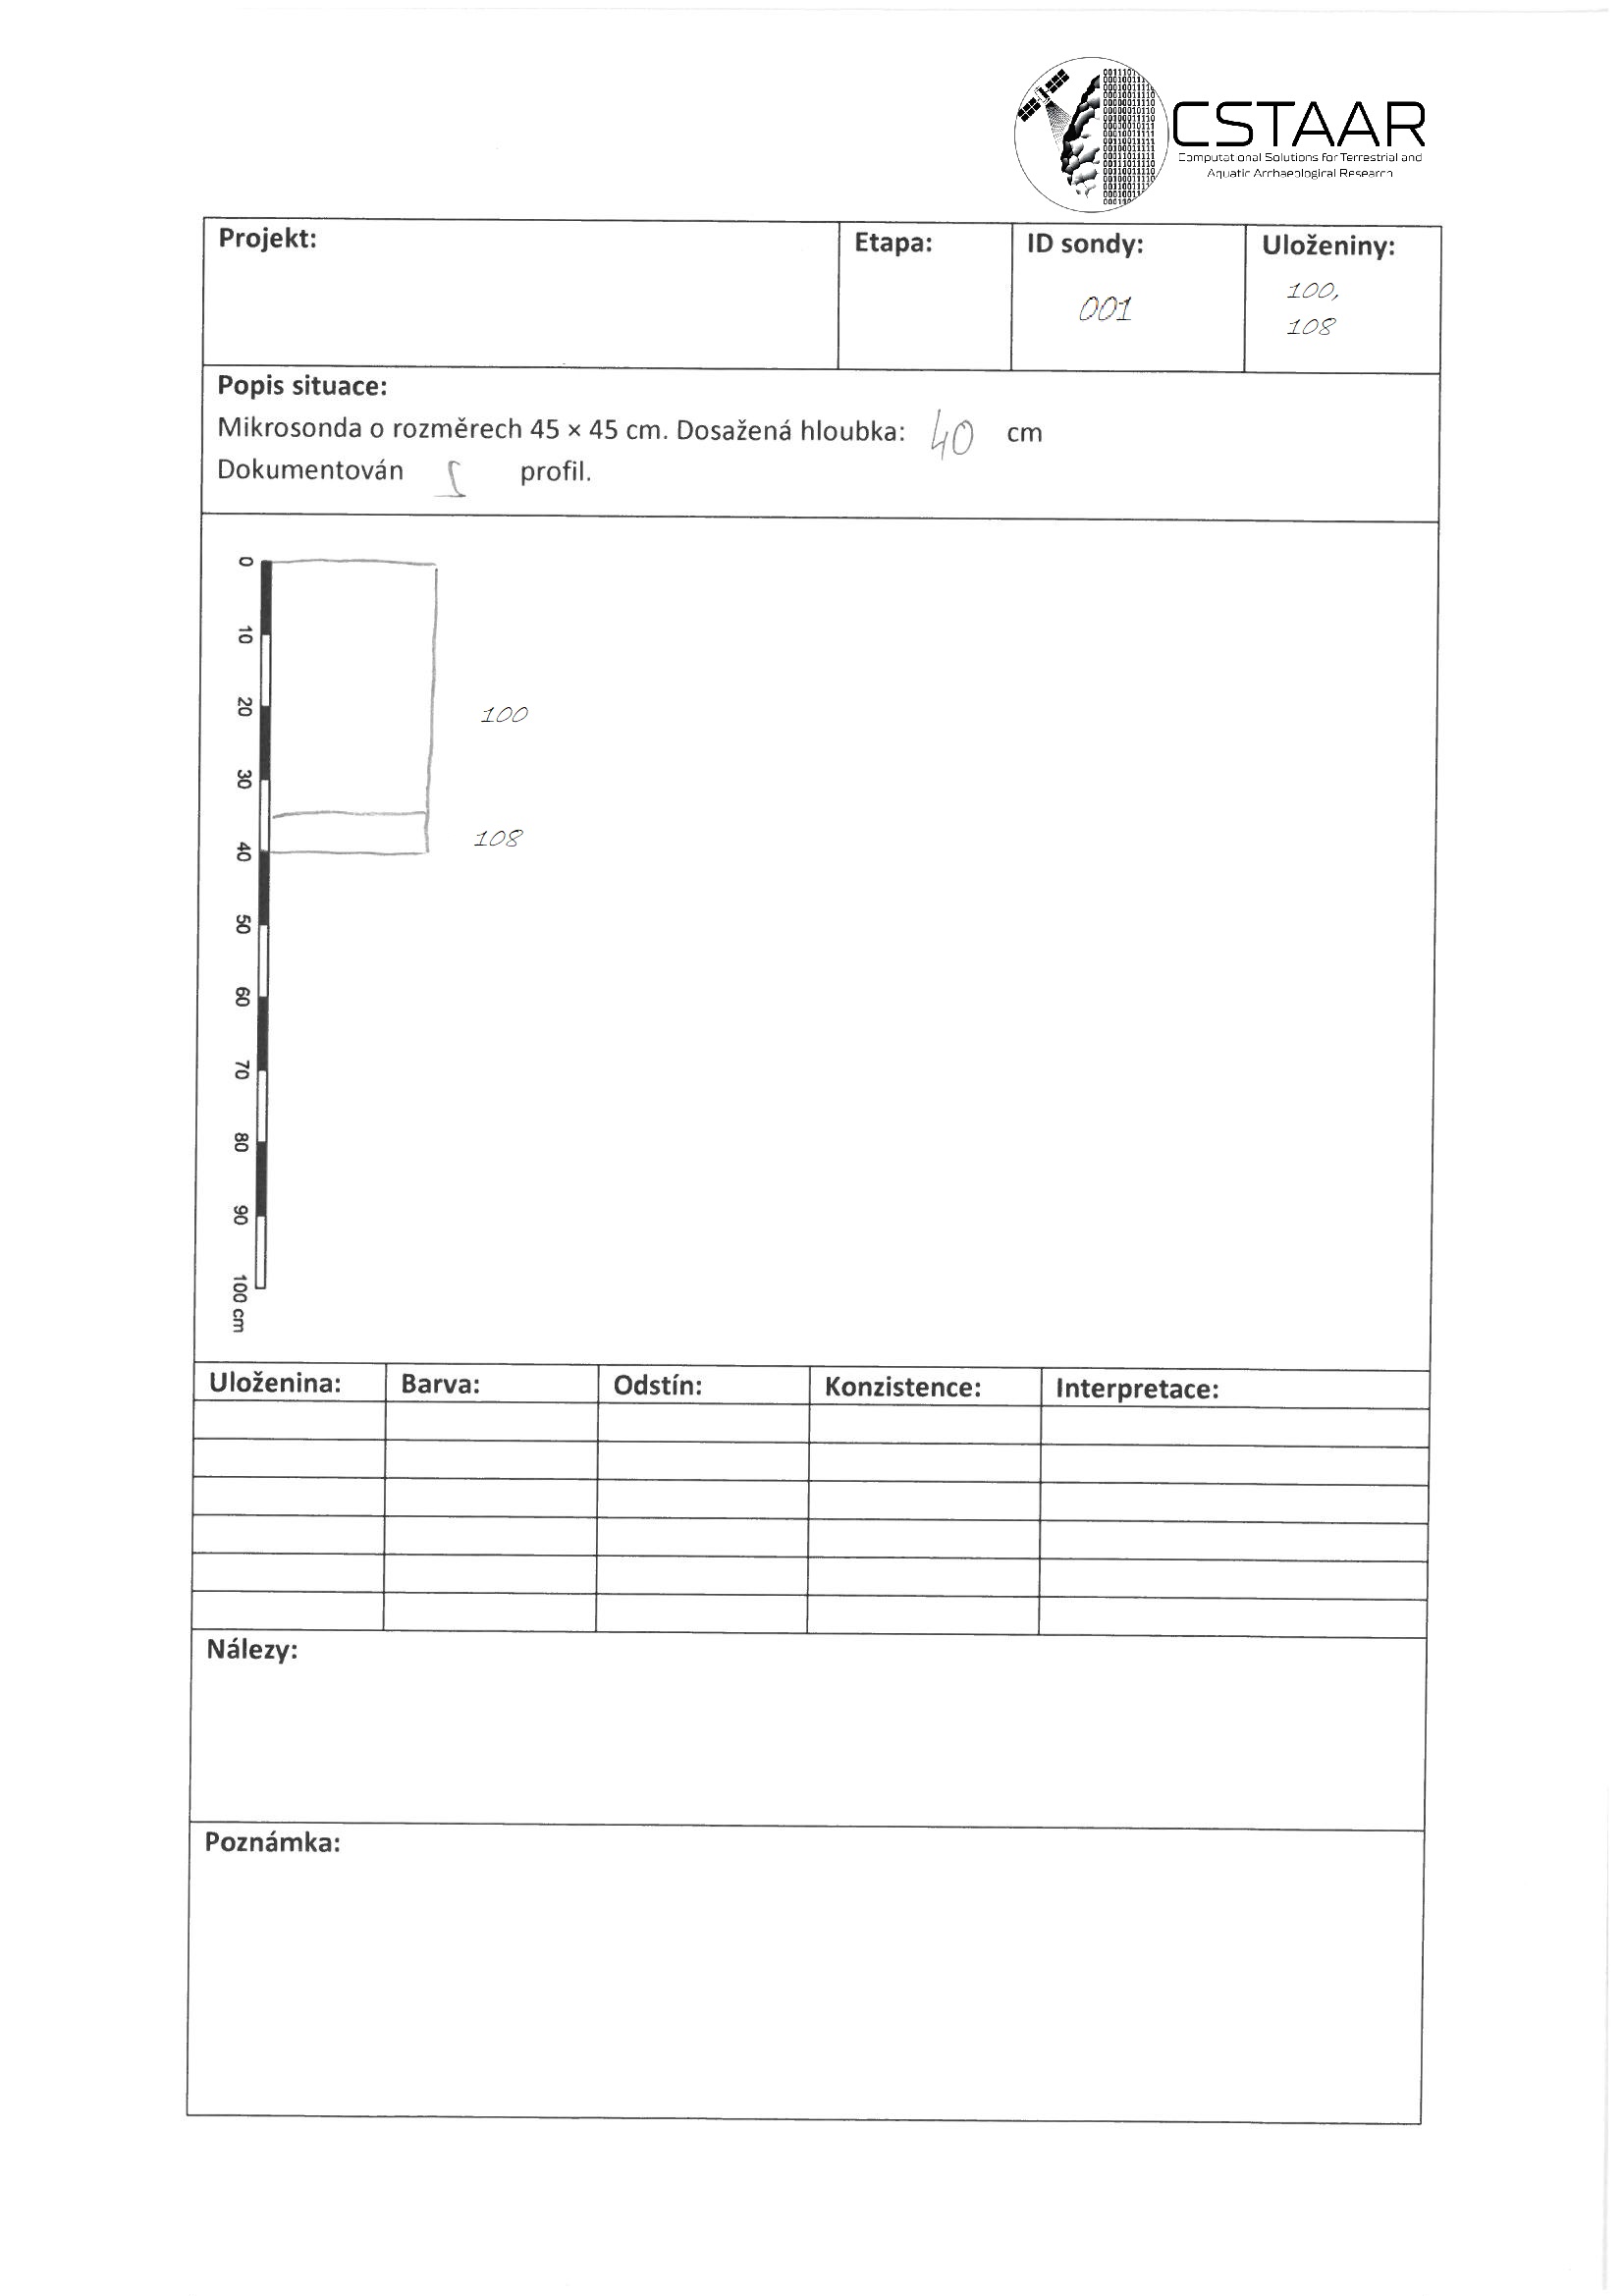 CSTAAR
Computational Solutions for Terrestrial and
Aquatic Archaeological Research
Projekt:
Etapa:
ID sondy:
001
Uloženiny:
100,
108
Popis situace:
Mikrosonda o rozměrech 45 × 45 cm. Dosažená hloubka: 40 cm
Dokumentován profil.
0
10
20
30
40
50
60
70
80
90
100 cm
100
108
Uloženina: Barva: Odstín: Konzistence: Interpretace:
Nálezy:
Poznámka: